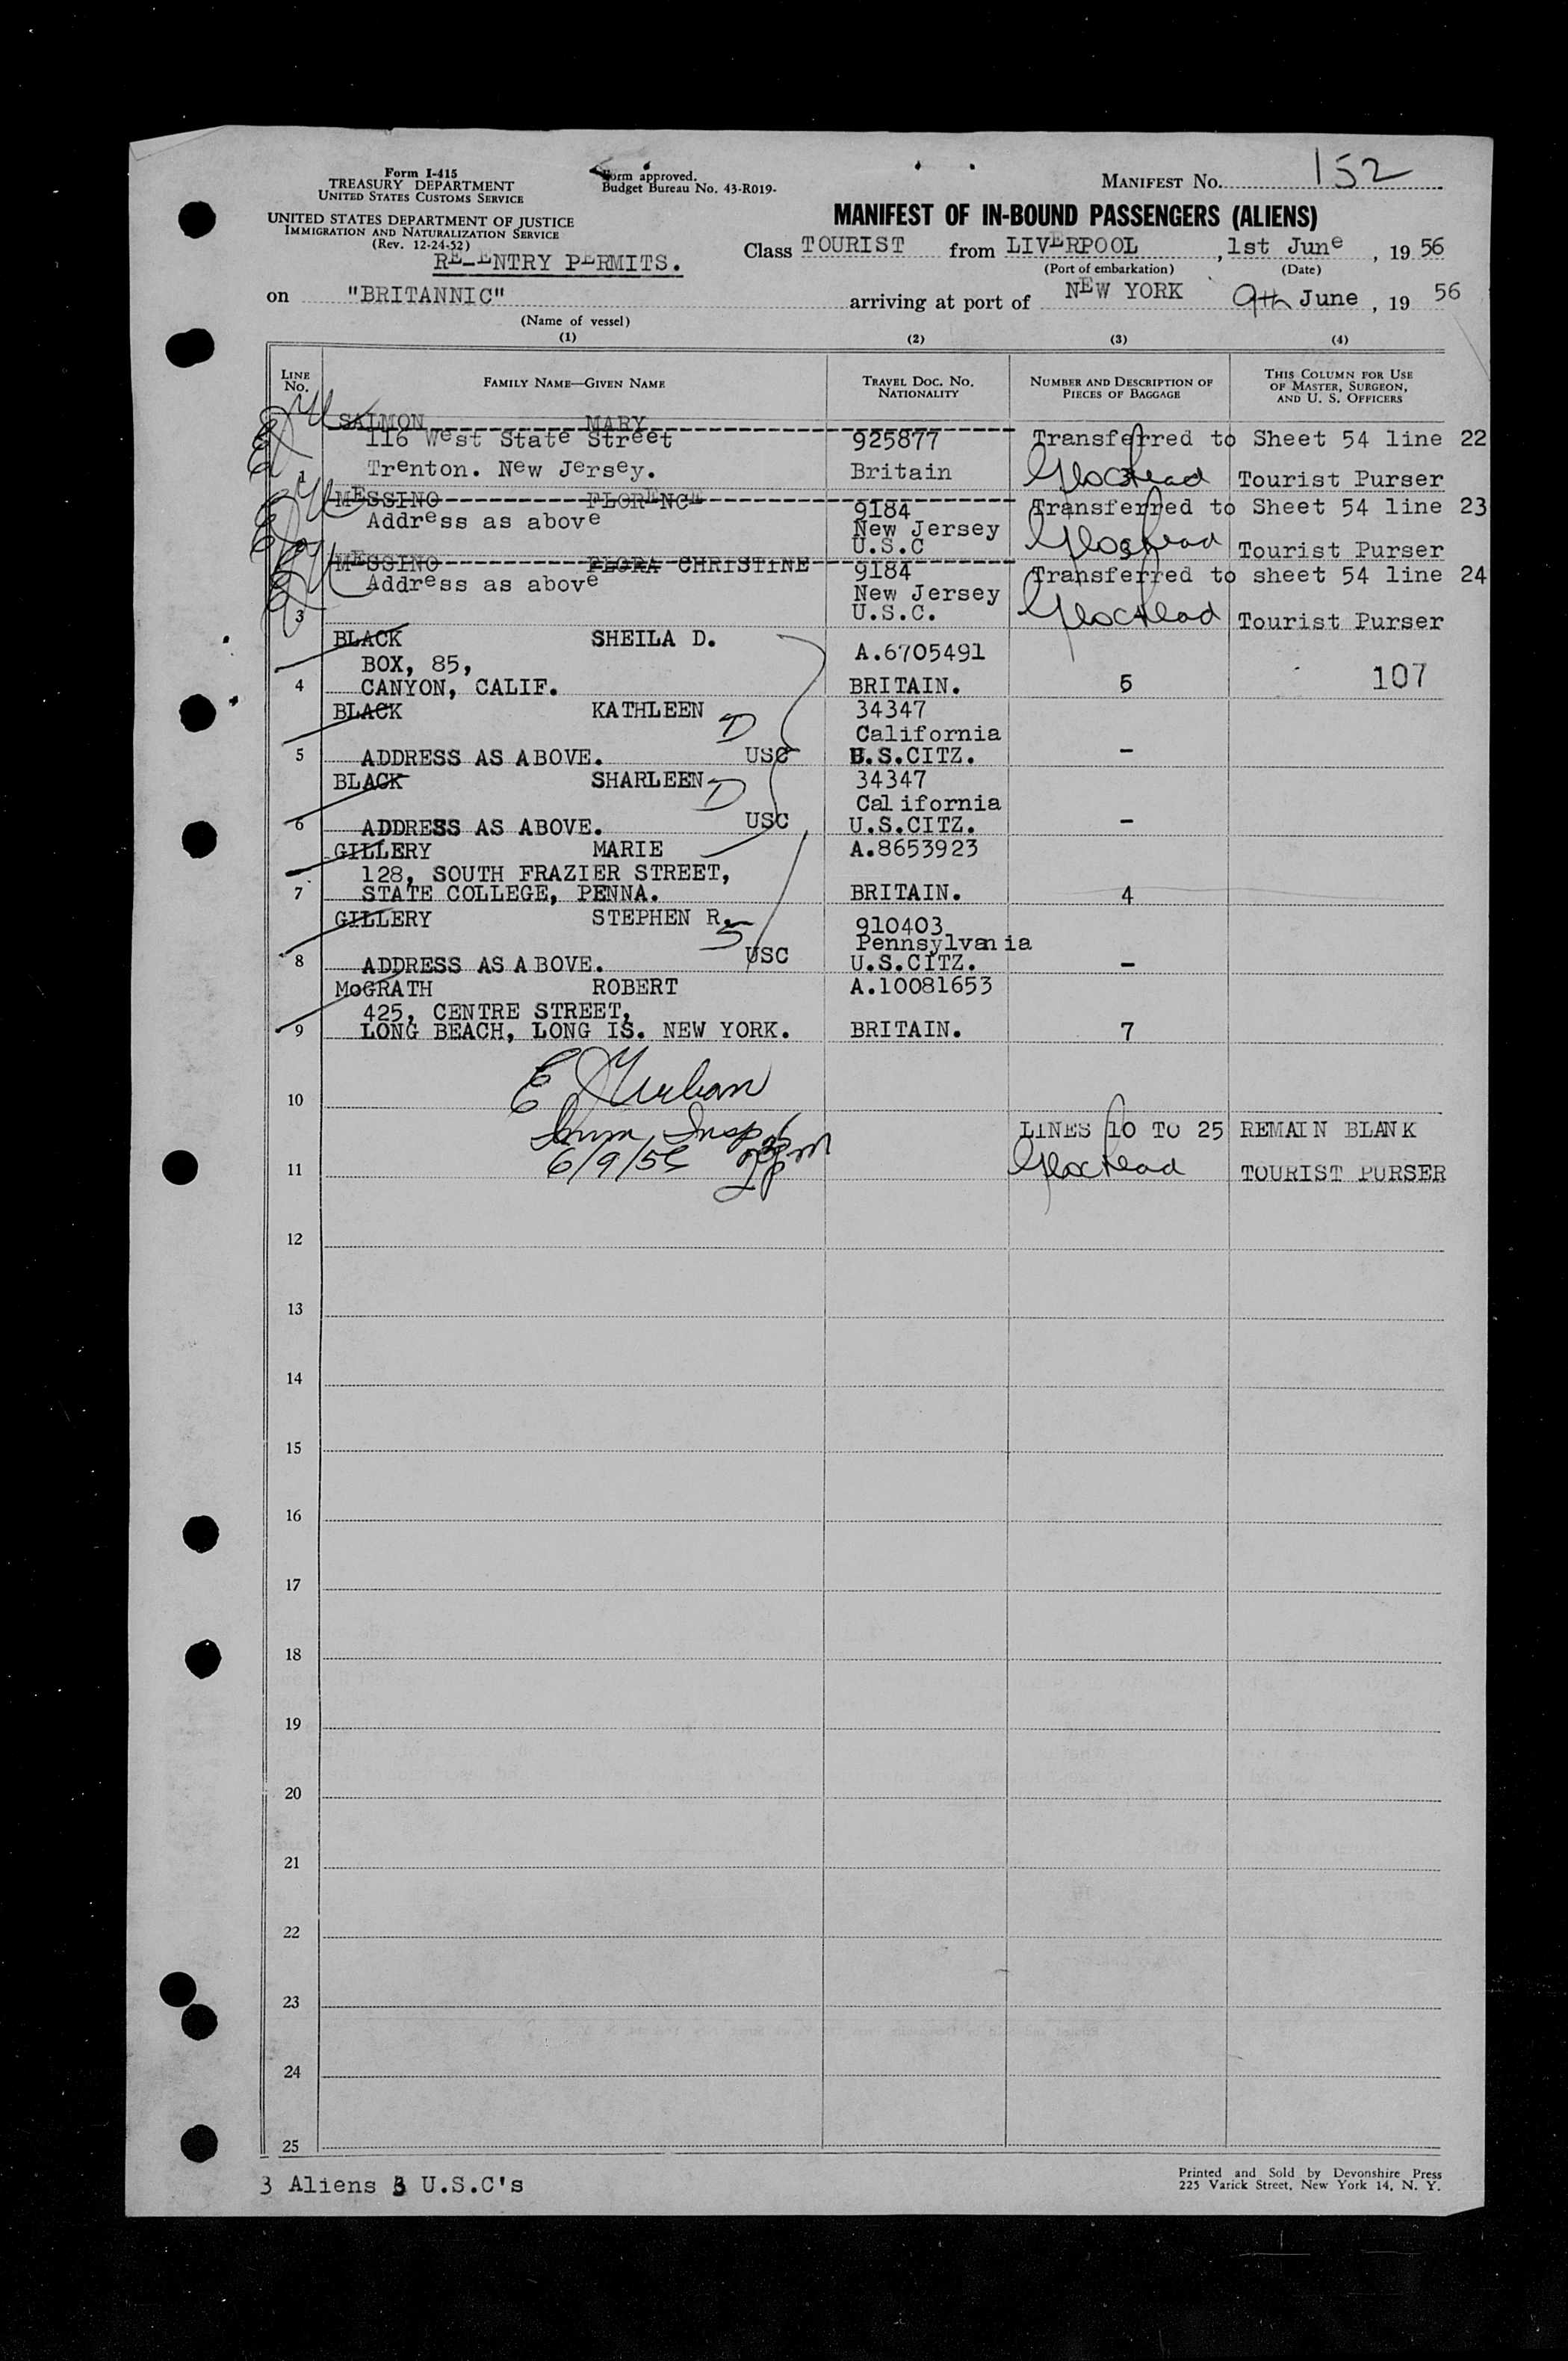 Form I-415
TREASURY DEPARTMENT
UNITED STATES CUSTOMS SERVICE
UNITED STATES DEPARTMENT OF JUSTICE
IMMIGRATION AND NATURALIZATION SERVICE
(Rev. 12-24-52)
RE-ENTRY PERMITS.
Form approved.
Budget Bureau No. 43-R019-
MANIFEST No. 152
MANIFEST OF IN-BOUND PASSENGERS (ALIENS)
Class TOURIST from LIVERPOOL, 1st June, 19 56
(Port of embarkation) (Date)
on "BRITANNIC" arriving at port of NEW YORK 9th June, 19 56
(Name of vessel)
(1) (2) (3) (4)
LINE No. FAMILY NAME—GIVEN NAME TRAVEL DOC. NO. NATIONALITY NUMBER AND DESCRIPTION OF PIECES OF BAGGAGE THIS COLUMN FOR USE OF MASTER, SURGEON, AND U. S. OFFICERS
SALMON MARY
116 West State Street 925877 Transferred to Sheet 54 line 22
1 Trenton. New Jersey. Britain Tourist Purser
MESSINO FLORENCE
Address as above 9184 Transferred to Sheet 54 line 23
New Jersey
2 U.S.C Tourist Purser
MESSINO FLORA CHRISTINE
Address as above 9184 Transferred to sheet 54 line 24
New Jersey
3 U.S.C. Tourist Purser
BLACK SHEILA D.
BOX, 85, A.6705491
4 CANYON, CALIF. BRITAIN. 5 107
BLACK KATHLEEN D 34347
California
5 ADDRESS AS ABOVE. USC U.S.CITZ. -
BLACK SHARLEEN D 34347
California
6 ADDRESS AS ABOVE. USC U.S.CITZ. -
GILLERY MARIE A.8653923
128, SOUTH FRAZIER STREET,
7 STATE COLLEGE, PENNA. BRITAIN. 4
GILLERY STEPHEN R. 5 910403
Pennsylvania
8 ADDRESS AS ABOVE. USC U.S.CITZ. -
McGRATH ROBERT A.10081653
425, CENTRE STREET,
9 LONG BEACH, LONG IS. NEW YORK. BRITAIN. 7
10
Imm Insp LINES 10 TO 25 REMAIN BLANK
6/9/56
11 TOURIST PURSER
12
13
14
15
16
17
18
19
20
21
22
23
24
25
3 Aliens 3 U.S.C's
Printed and Sold by Devonshire Press
225 Varick Street, New York 14, N. Y.